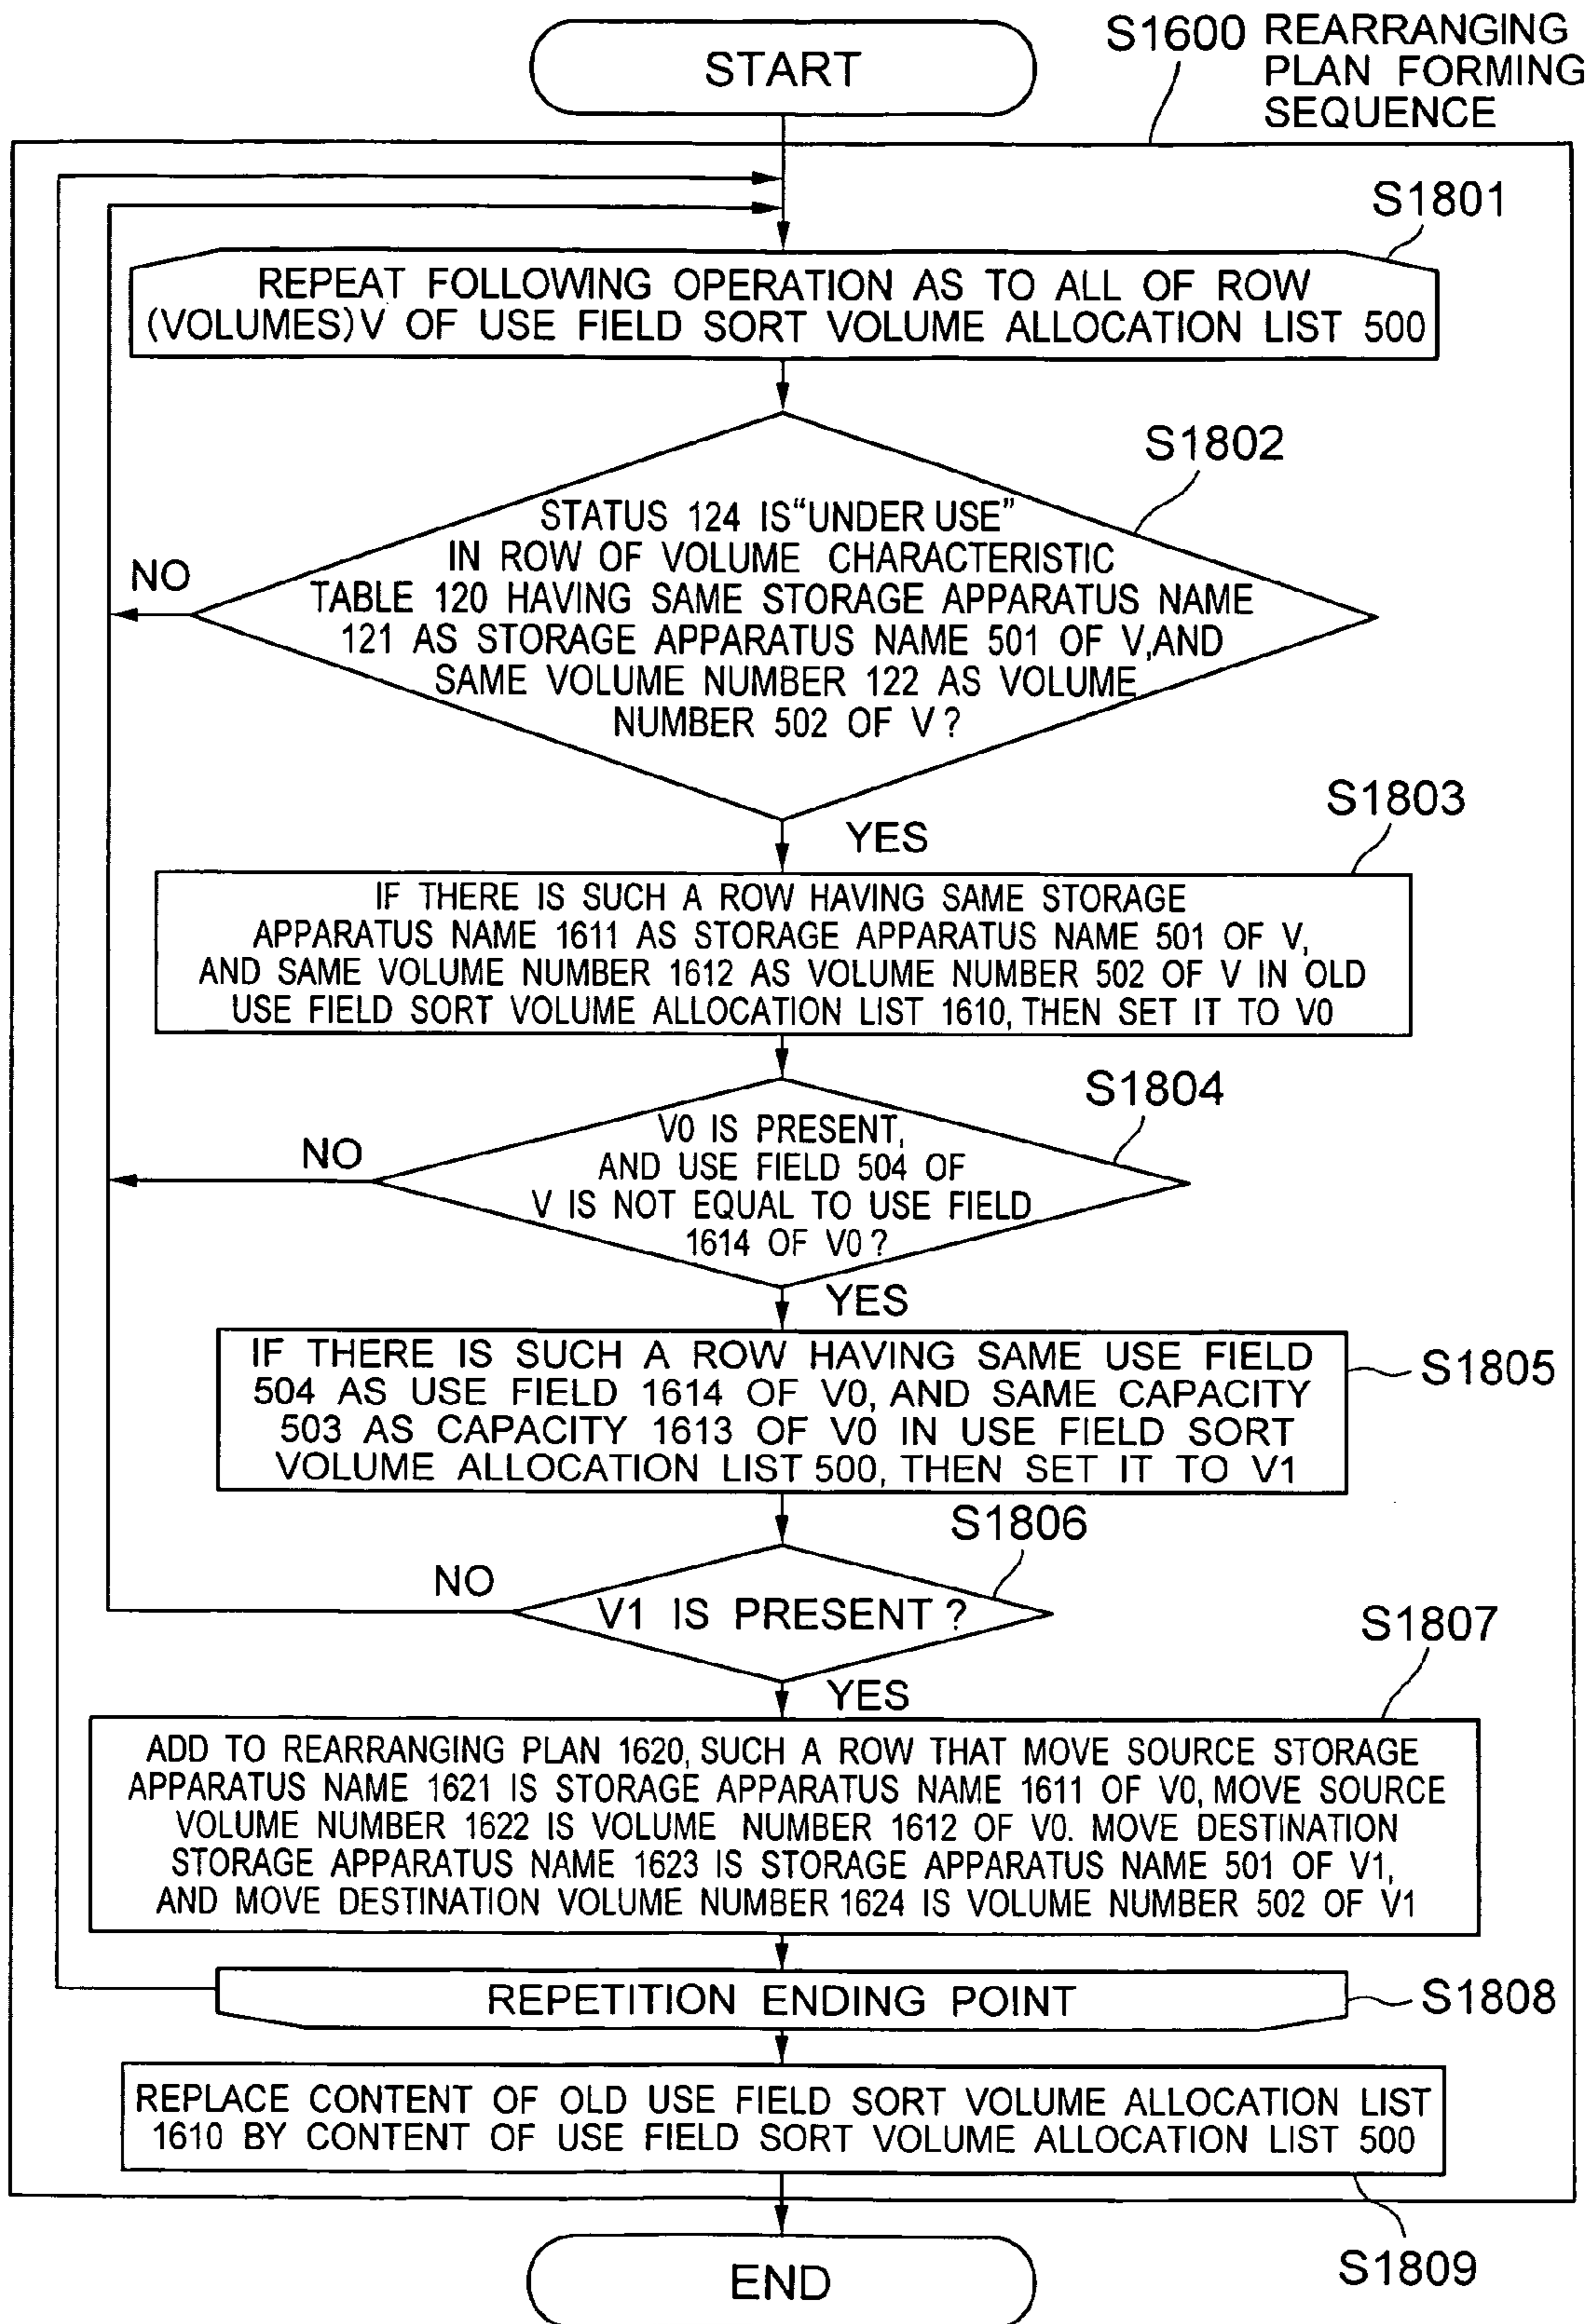 START
S1600 REARRANGING
PLAN FORMING
SEQUENCE
S1801
REPEAT FOLLOWING OPERATION AS TO ALL OF ROW
(VOLUMES)V OF USE FIELD SORT VOLUME ALLOCATION LIST 500
S1802
STATUS 124 IS“UNDER USE”
IN ROW OF VOLUME CHARACTERISTIC
TABLE 120 HAVING SAME STORAGE APPARATUS NAME
121 AS STORAGE APPARATUS NAME 501 OF V,AND
SAME VOLUME NUMBER 122 AS VOLUME
NUMBER 502 OF V?
NO
YES
S1803
IF THERE IS SUCH A ROW HAVING SAME STORAGE
APPARATUS NAME 1611 AS STORAGE APPARATUS NAME 501 OF V,
AND SAME VOLUME NUMBER 1612 AS VOLUME NUMBER 502 OF V IN OLD
USE FIELD SORT VOLUME ALLOCATION LIST 1610, THEN SET IT TO V0
S1804
V0 IS PRESENT,
AND USE FIELD 504 OF
V IS NOT EQUAL TO USE FIELD
1614 OF V0?
NO
YES
IF THERE IS SUCH A ROW HAVING SAME USE FIELD
504 AS USE FIELD 1614 OF V0, AND SAME CAPACITY
503 AS CAPACITY 1613 OF V0 IN USE FIELD SORT
VOLUME ALLOCATION LIST 500, THEN SET IT TO V1
S1805
S1806
NO
V1 IS PRESENT?
YES
S1807
ADD TO REARRANGING PLAN 1620, SUCH A ROW THAT MOVE SOURCE STORAGE
APPARATUS NAME 1621 IS STORAGE APPARATUS NAME 1611 OF V0, MOVE SOURCE
VOLUME NUMBER 1622 IS VOLUME NUMBER 1612 OF V0. MOVE DESTINATION
STORAGE APPARATUS NAME 1623 IS STORAGE APPARATUS NAME 501 OF V1,
AND MOVE DESTINATION VOLUME NUMBER 1624 IS VOLUME NUMBER 502 OF V1
REPETITION ENDING POINT
S1808
REPLACE CONTENT OF OLD USE FIELD SORT VOLUME ALLOCATION LIST
1610 BY CONTENT OF USE FIELD SORT VOLUME ALLOCATION LIST 500
S1809
END